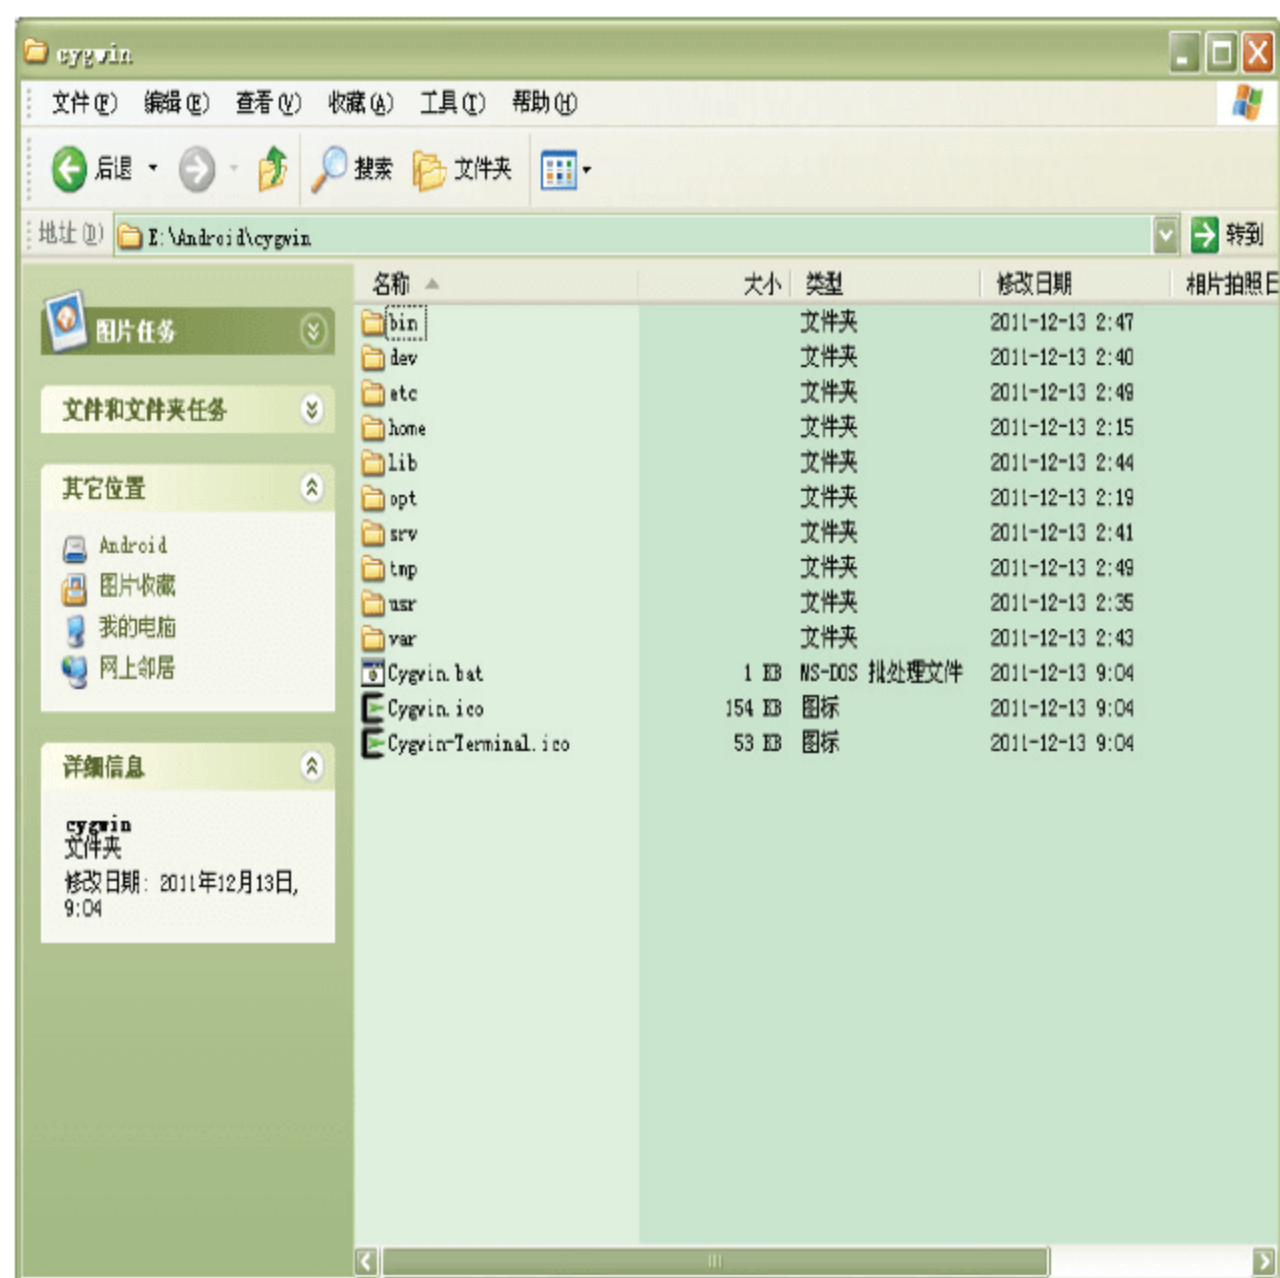 cygwin
文件(F) 编辑(E) 查看(V) 收藏(A) 工具(T) 帮助(H)
后退 搜索 文件夹
地址(D) E:\Android\cygwin 转到
名称 大小 类型 修改日期 相片拍照日
图片任务
文件和文件夹任务
其它位置
Android
图片收藏
我的电脑
网上邻居
详细信息
cygwin
文件夹
修改日期: 2011年12月13日,
9:04
bin 文件夹 2011-12-13 2:47
dev 文件夹 2011-12-13 2:40
etc 文件夹 2011-12-13 2:49
home 文件夹 2011-12-13 2:15
lib 文件夹 2011-12-13 2:44
opt 文件夹 2011-12-13 2:19
srv 文件夹 2011-12-13 2:41
tmp 文件夹 2011-12-13 2:49
usr 文件夹 2011-12-13 2:35
var 文件夹 2011-12-13 2:43
Cygwin.bat 1 KB MS-DOS 批处理文件 2011-12-13 9:04
Cygwin.ico 154 KB 图标 2011-12-13 9:04
Cygwin-Terminal.ico 53 KB 图标 2011-12-13 9:04